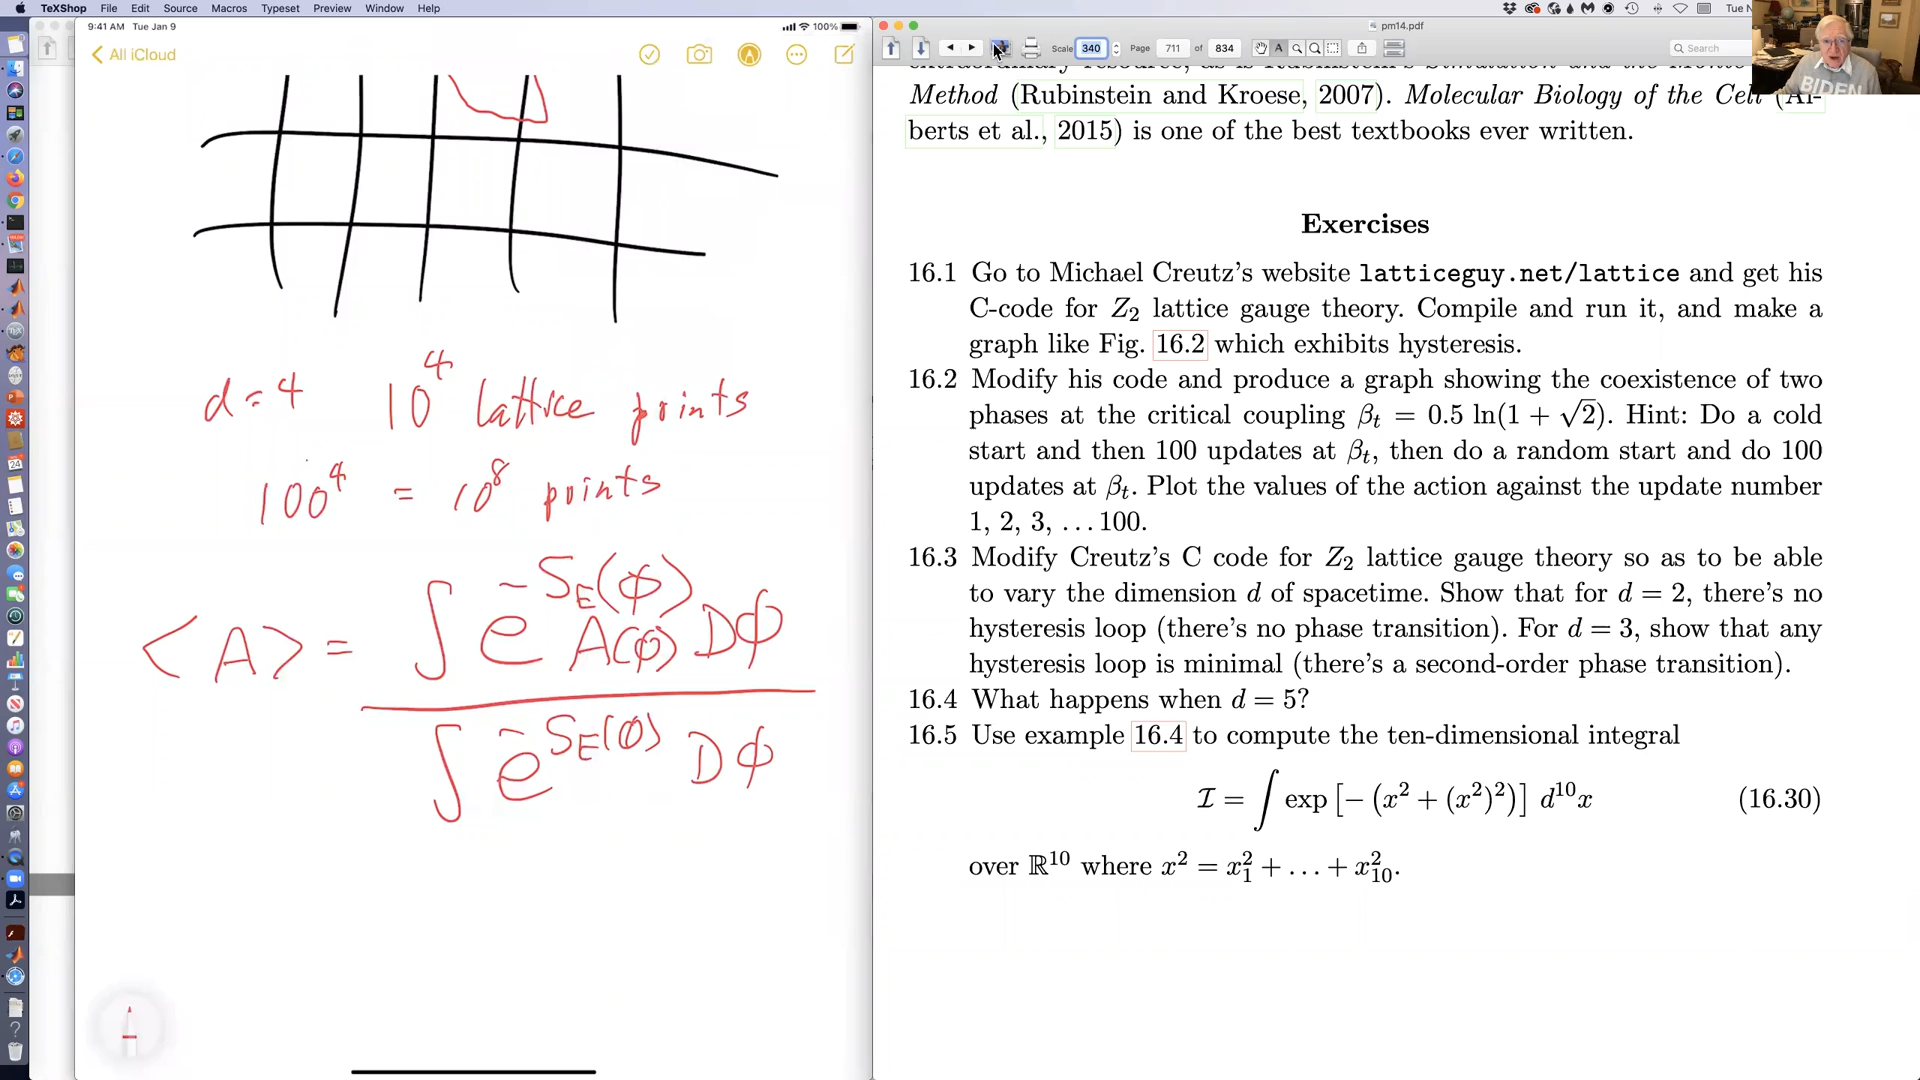 TeXShop File Edit Source Macros Typeset Preview Window Help
Tue N
9:41 AM Tue Jan 9
100%
All iCloud
d = 4 10^4 lattice points
100^4 = 10^8 points
<A> = ∫ e^{-S_E(φ)} A(φ) Dφ
∫ e^{-S_E(φ)} Dφ
pm14.pdf
Scale 340 Page 711 of 834 A Search
Method (Rubinstein and Kroese, 2007). Molecular Biology of the Cell (Al-
berts et al., 2015) is one of the best textbooks ever written.
Exercises
16.1 Go to Michael Creutz's website latticeguy.net/lattice and get his
C-code for Z₂ lattice gauge theory. Compile and run it, and make a
graph like Fig. 16.2 which exhibits hysteresis.
16.2 Modify his code and produce a graph showing the coexistence of two
phases at the critical coupling βₜ = 0.5 ln(1 + √2). Hint: Do a cold
start and then 100 updates at βₜ, then do a random start and do 100
updates at βₜ. Plot the values of the action against the update number
1, 2, 3, ...100.
16.3 Modify Creutz's C code for Z₂ lattice gauge theory so as to be able
to vary the dimension d of spacetime. Show that for d = 2, there's no
hysteresis loop (there's no phase transition). For d = 3, show that any
hysteresis loop is minimal (there's a second-order phase transition).
16.4 What happens when d = 5?
16.5 Use example 16.4 to compute the ten-dimensional integral
I = ∫ exp [− (x² + (x²)²)] d¹⁰x (16.30)
over ℝ¹⁰ where x² = x₁² + ... + x₁₀².
BIDEN